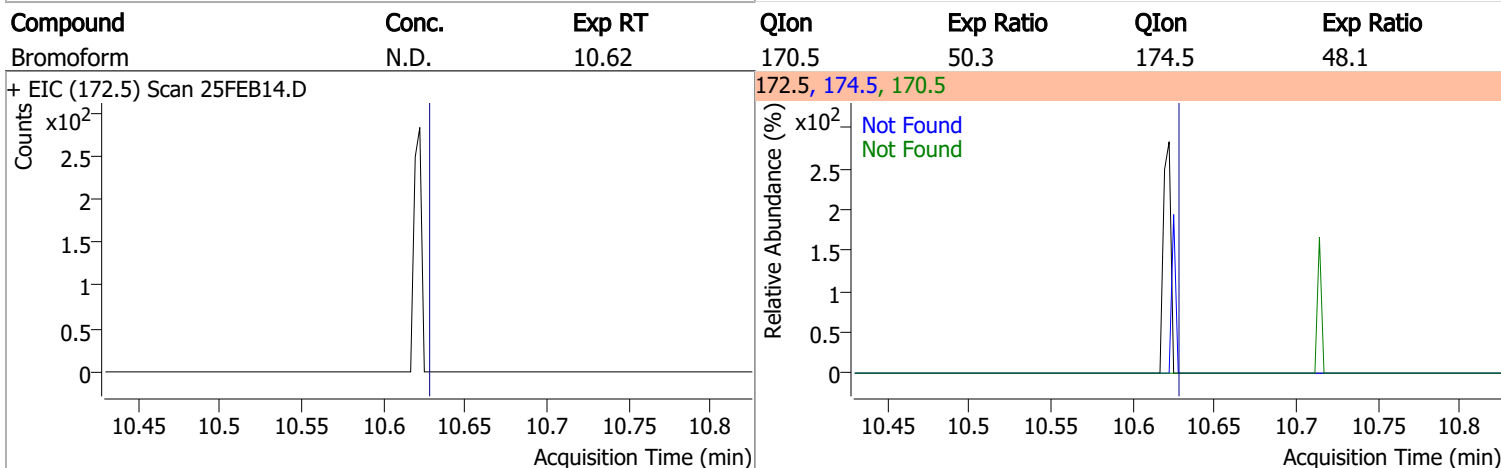 Compound Conc. Exp RT QIon Exp Ratio QIon Exp Ratio
Bromoform N.D. 10.62 170.5 50.3 174.5 48.1
+ EIC (172.5) Scan 25FEB14.D
Counts
x10²
2.5
2
1.5
1
0.5
0
10.45 10.5 10.55 10.6 10.65 10.7 10.75 10.8
Acquisition Time (min)
172.5, 174.5, 170.5
Relative Abundance (%)
x10²
Not Found
Not Found
2.5
2
1.5
1
0.5
0
10.45 10.5 10.55 10.6 10.65 10.7 10.75 10.8
Acquisition Time (min)